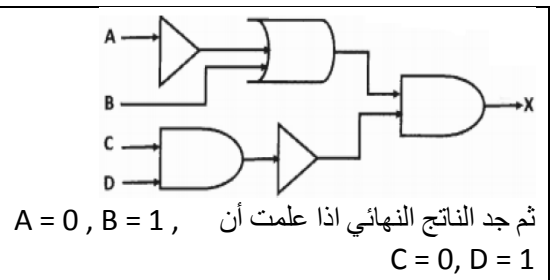 A
B
C
D
X
ثم جد الناتج النهائي اذا علمت أن A = 0 , B = 1 ,
C = 0, D = 1